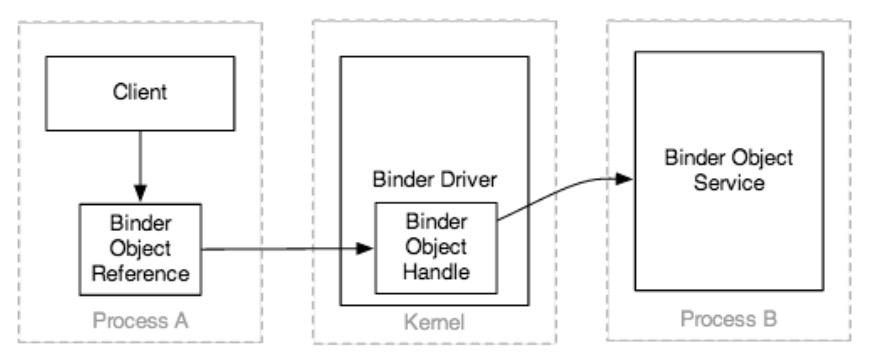 Client
Binder
Object
Reference
Process A
Binder Driver
Binder
Object
Handle
Kernel
Binder Object
Service
Process B